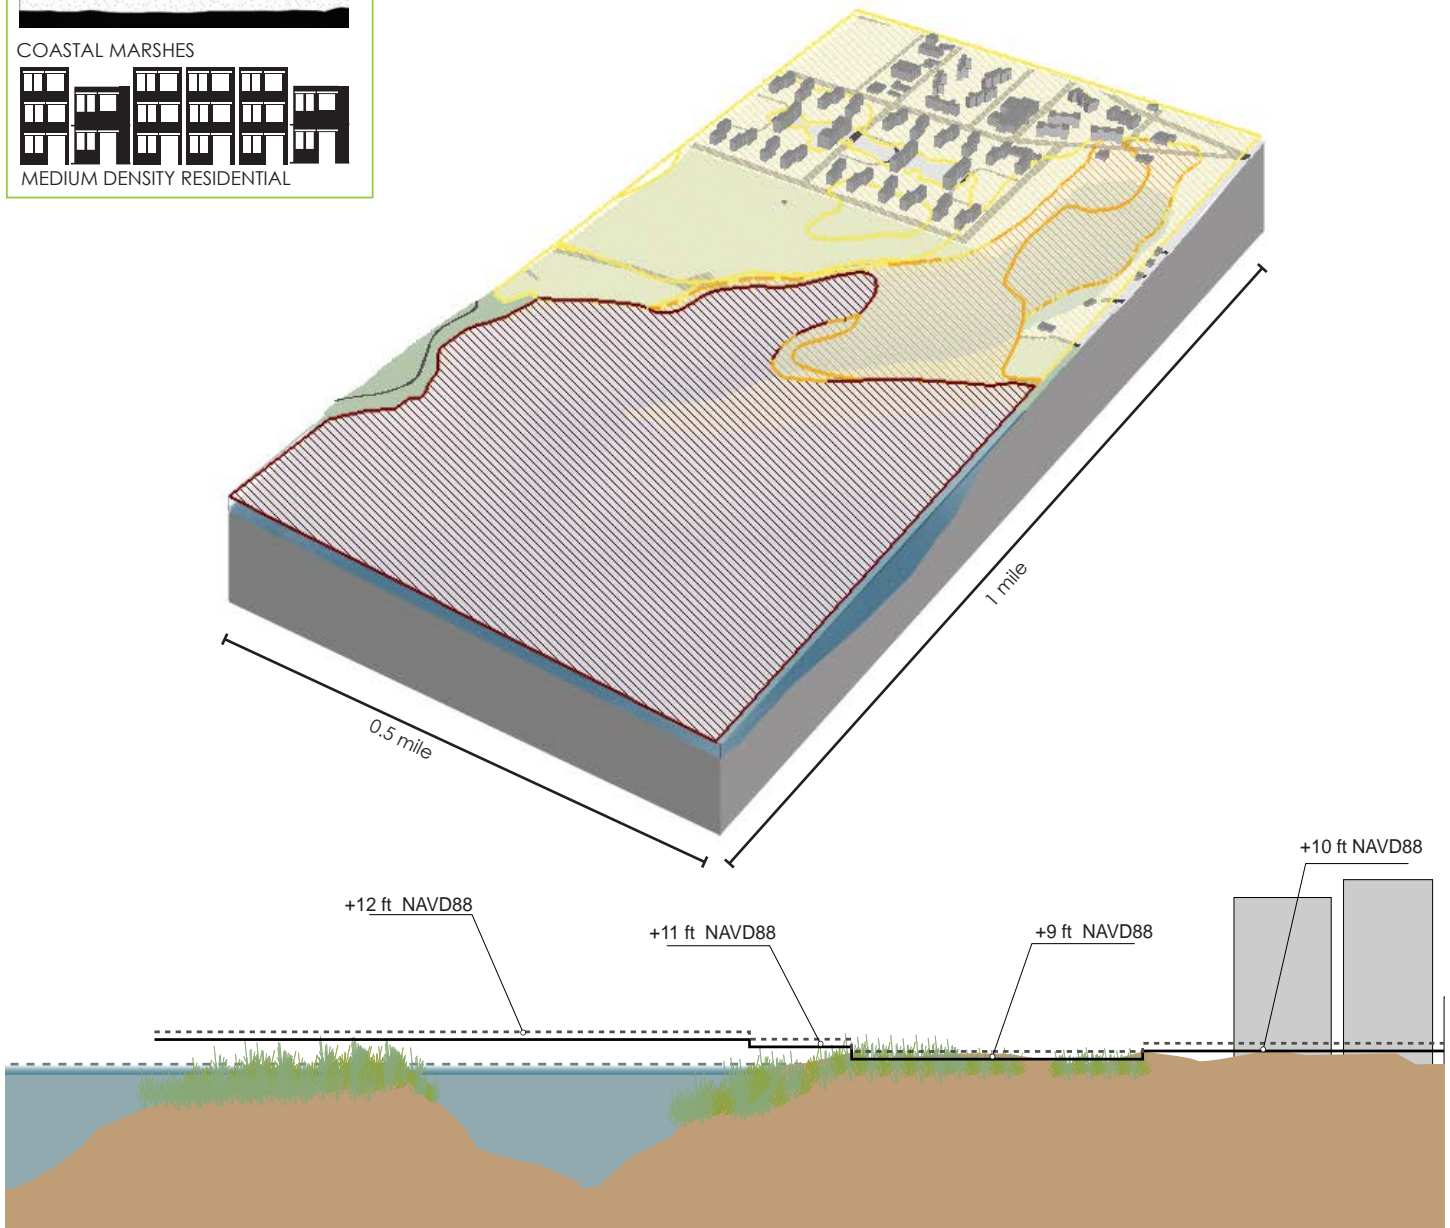 COASTAL MARSHES
MEDIUM DENSITY RESIDENTIAL
1 mile
0.5 mile
+10 ft NAVD88
+12 ft NAVD88
+11 ft NAVD88
+9 ft NAVD88